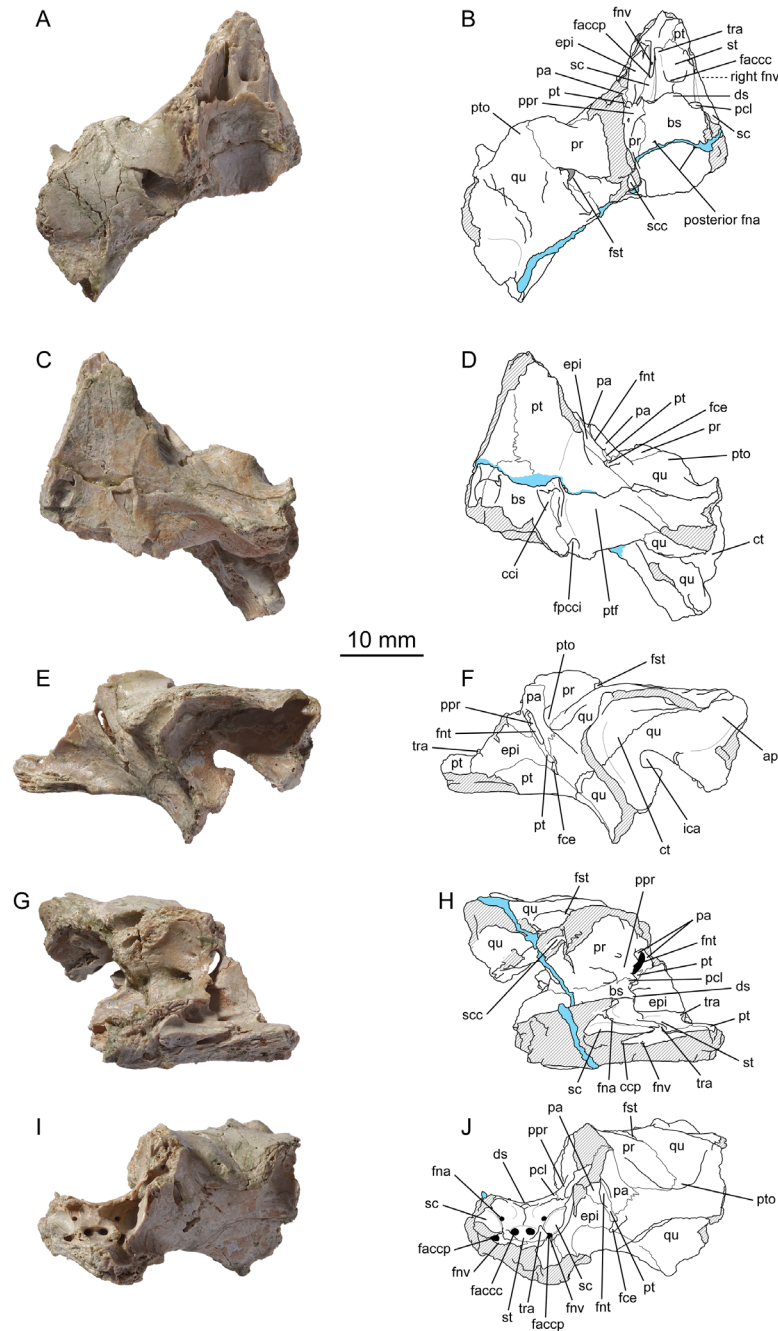 A
B
fnv
faccp
tra
epi
pt
st
sc
faccc
right fnv
pa
pt
ds
ppr
pcl
pto
sc
bs
pr
pr
qu
posterior fna
scc
fst
C
D
epi
pa
fnt
pa
pt
fce
pr
pt
pto
qu
bs
qu
ct
cci
qu
fpcci
ptf
10 mm
E
F
pto
fst
pr
pa
ppr
qu
fnt
qu
ap
tra
epi
pt
pt
qu
pt
ica
fce
ct
G
H
fst
ppr
qu
pa
fnt
qu
pr
pt
pcl
ds
bs
epi
scc
tra
pt
sc
fna
ccp
fnv
tra
st
I
J
pa
fst
ppr
pr
qu
ds
pcl
fna
pa
sc
pto
epi
qu
faccp
fnv
sc
pt
faccc
fnv
fce
st
tra
faccp
fnt